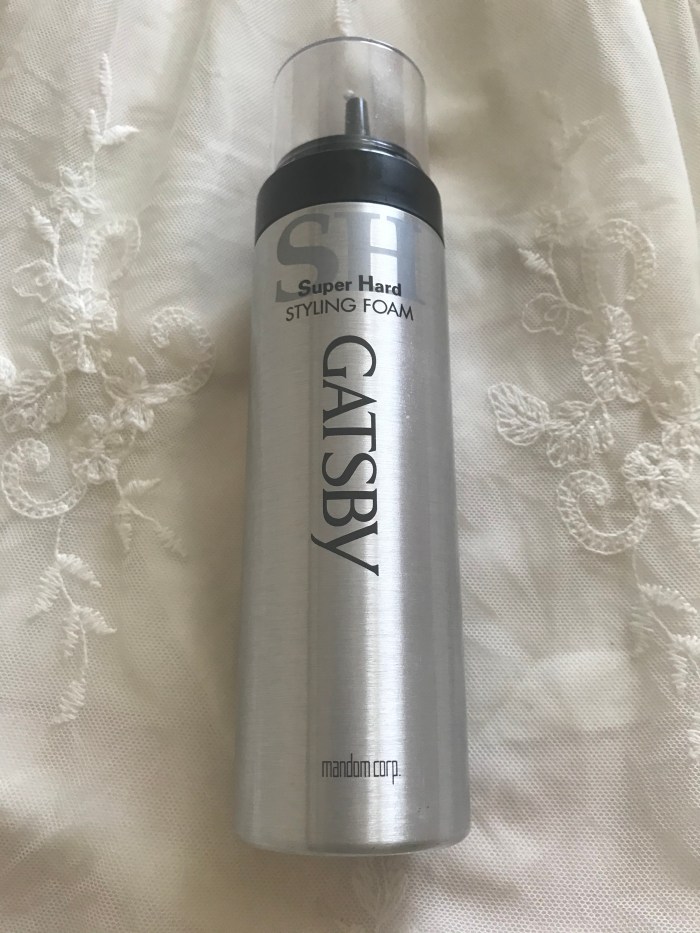 SH
Super Hard
STYLING FOAM
GATSBY
mandom corp.